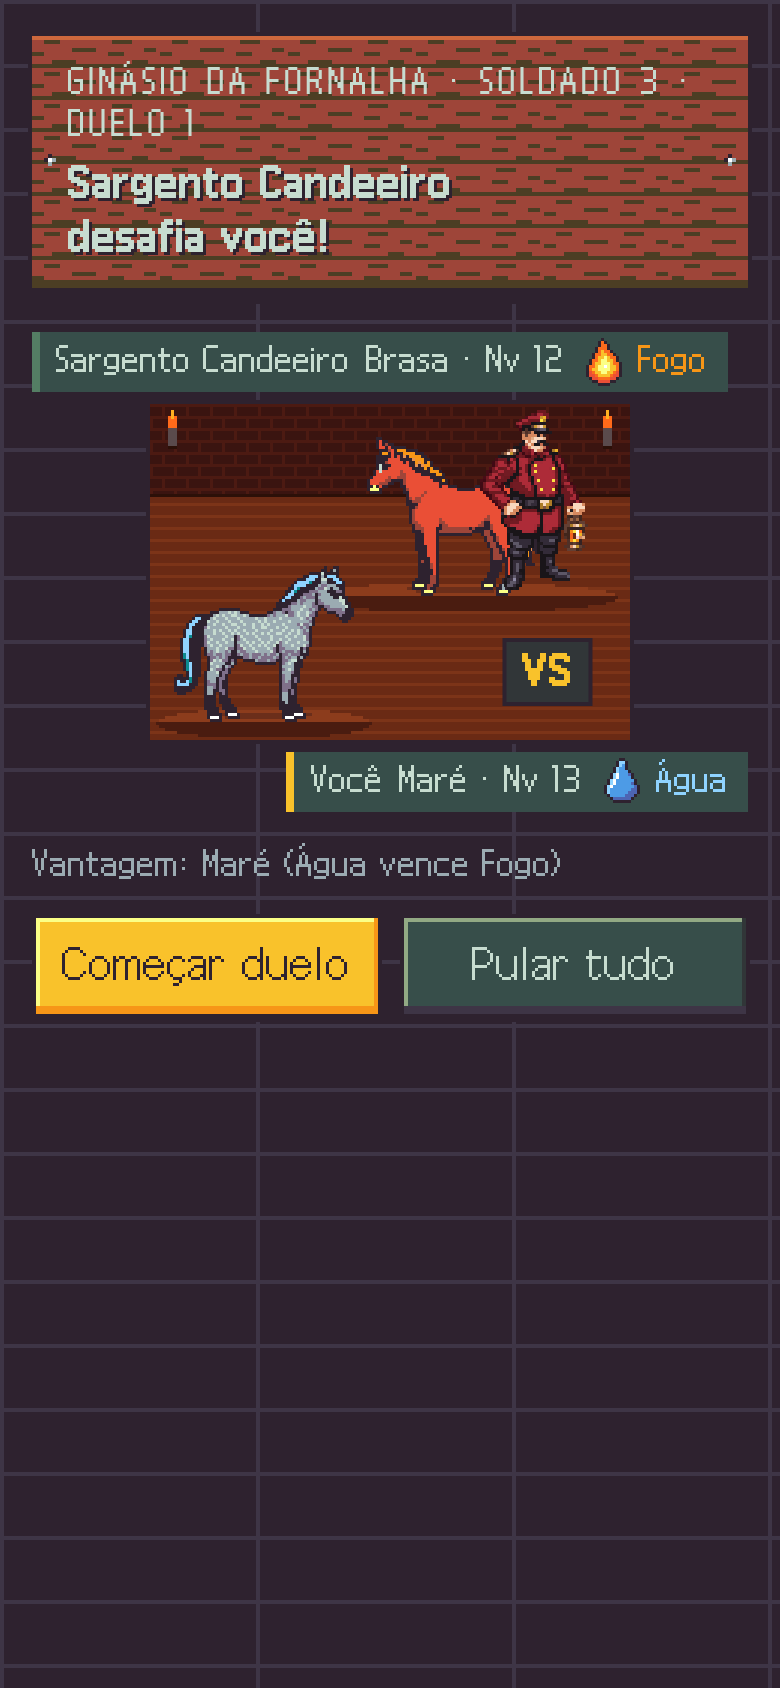 GINÁSIO DA FORNALHA · SOLDADO 3 ·
DUELO 1
Sargento Candeeiro
desafia você!
Sargento Candeeiro Brasa · Nv 12 Fogo
VS
Você Maré · Nv 13 Água
Vantagem: Maré (Água vence Fogo)
Começar duelo
Pular tudo